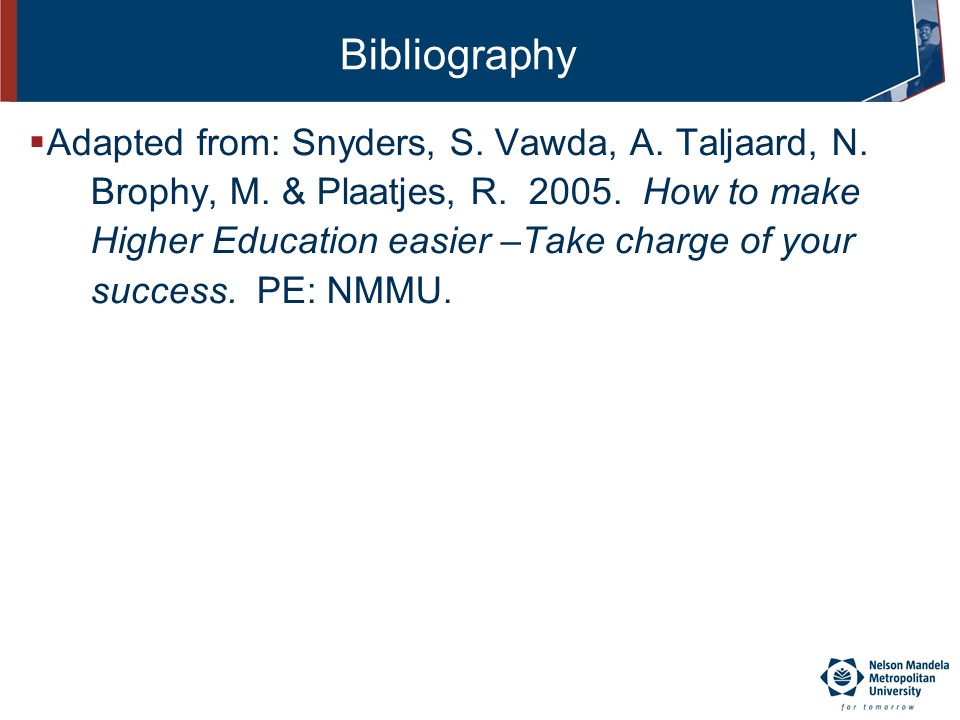 Bibliography
▪Adapted from: Snyders, S. Vawda, A. Taljaard, N.
Brophy, M. & Plaatjes, R. 2005. How to make
Higher Education easier –Take charge of your
success. PE: NMMU.
Nelson Mandela
Metropolitan
University
for tomorrow